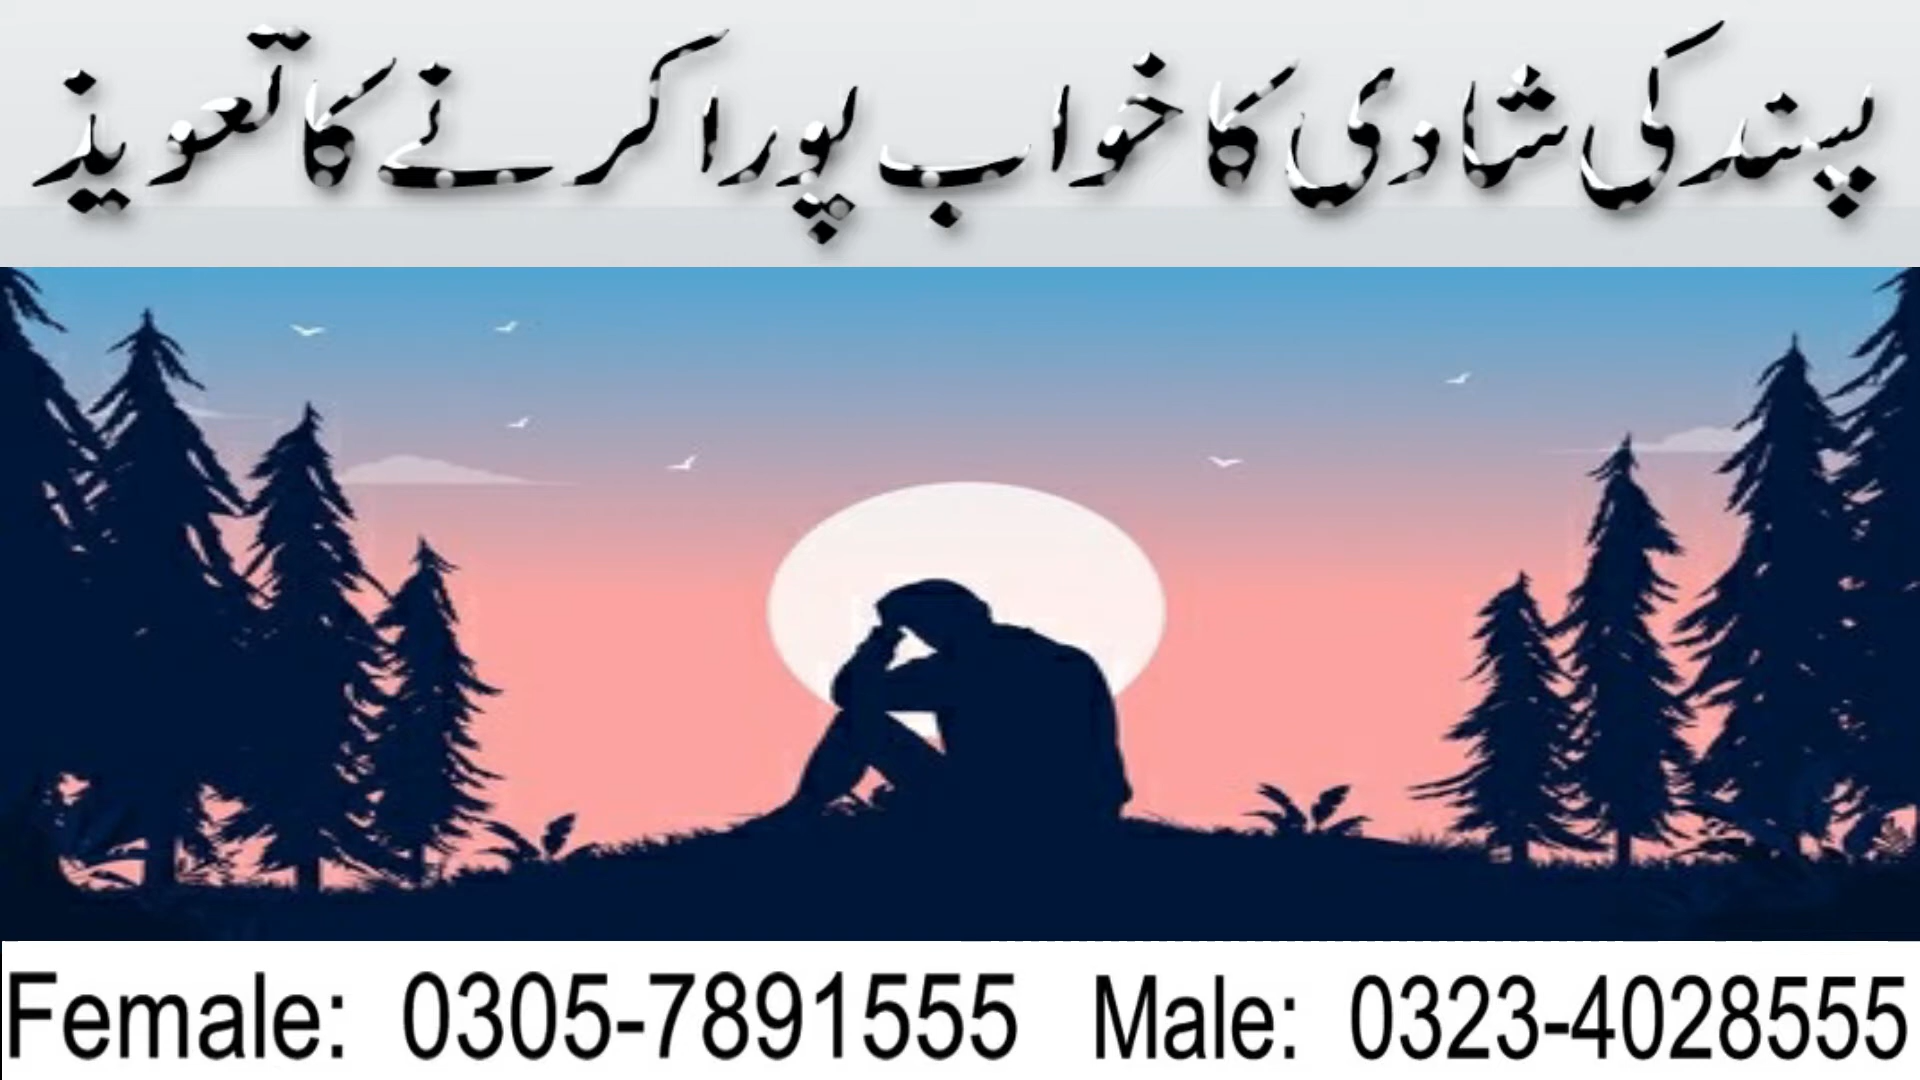 پسند کی شادی کا خواب پورا کرنے کا تعویذ
Female: 0305-7891555 Male: 0323-4028555